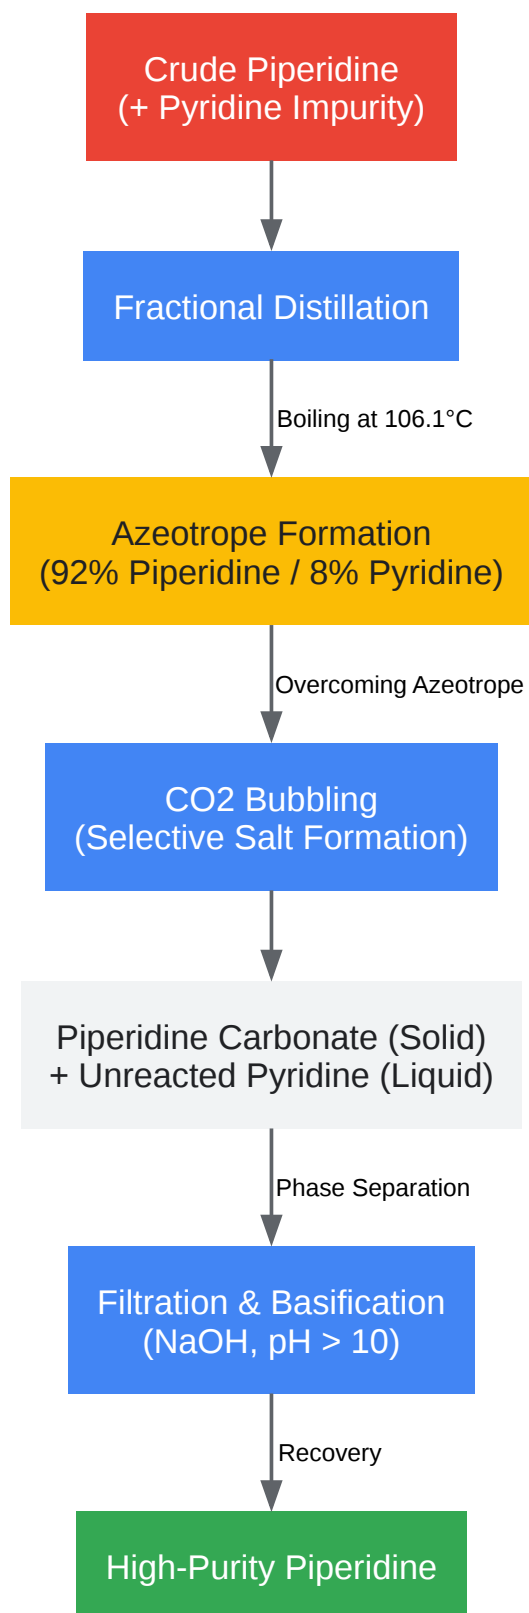 Crude Piperidine
(+ Pyridine Impurity)
Fractional Distillation
Boiling at 106.1°C
Azeotrope Formation
(92% Piperidine / 8% Pyridine)
Overcoming Azeotrope
CO2 Bubbling
(Selective Salt Formation)
Piperidine Carbonate (Solid)
+ Unreacted Pyridine (Liquid)
Phase Separation
Filtration & Basification
(NaOH, pH > 10)
Recovery
High-Purity Piperidine